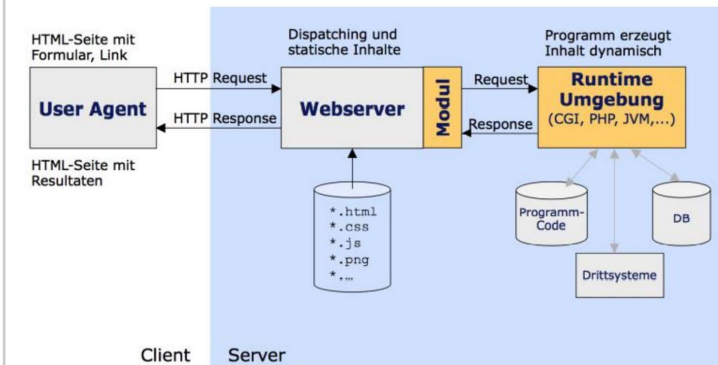 HTML-Seite mit
Formular, Link
User Agent
HTML-Seite mit
Resultaten
HTTP Request
HTTP Response
Dispatching und
statische Inhalte
Webserver
Modul
*.html
*.css
*.js
*.png
*.…
Request
Response
Programm erzeugt
Inhalt dynamisch
Runtime
Umgebung
(CGI, PHP, JVM,...)
Programm-
Code
DB
Drittsysteme
Client
Server